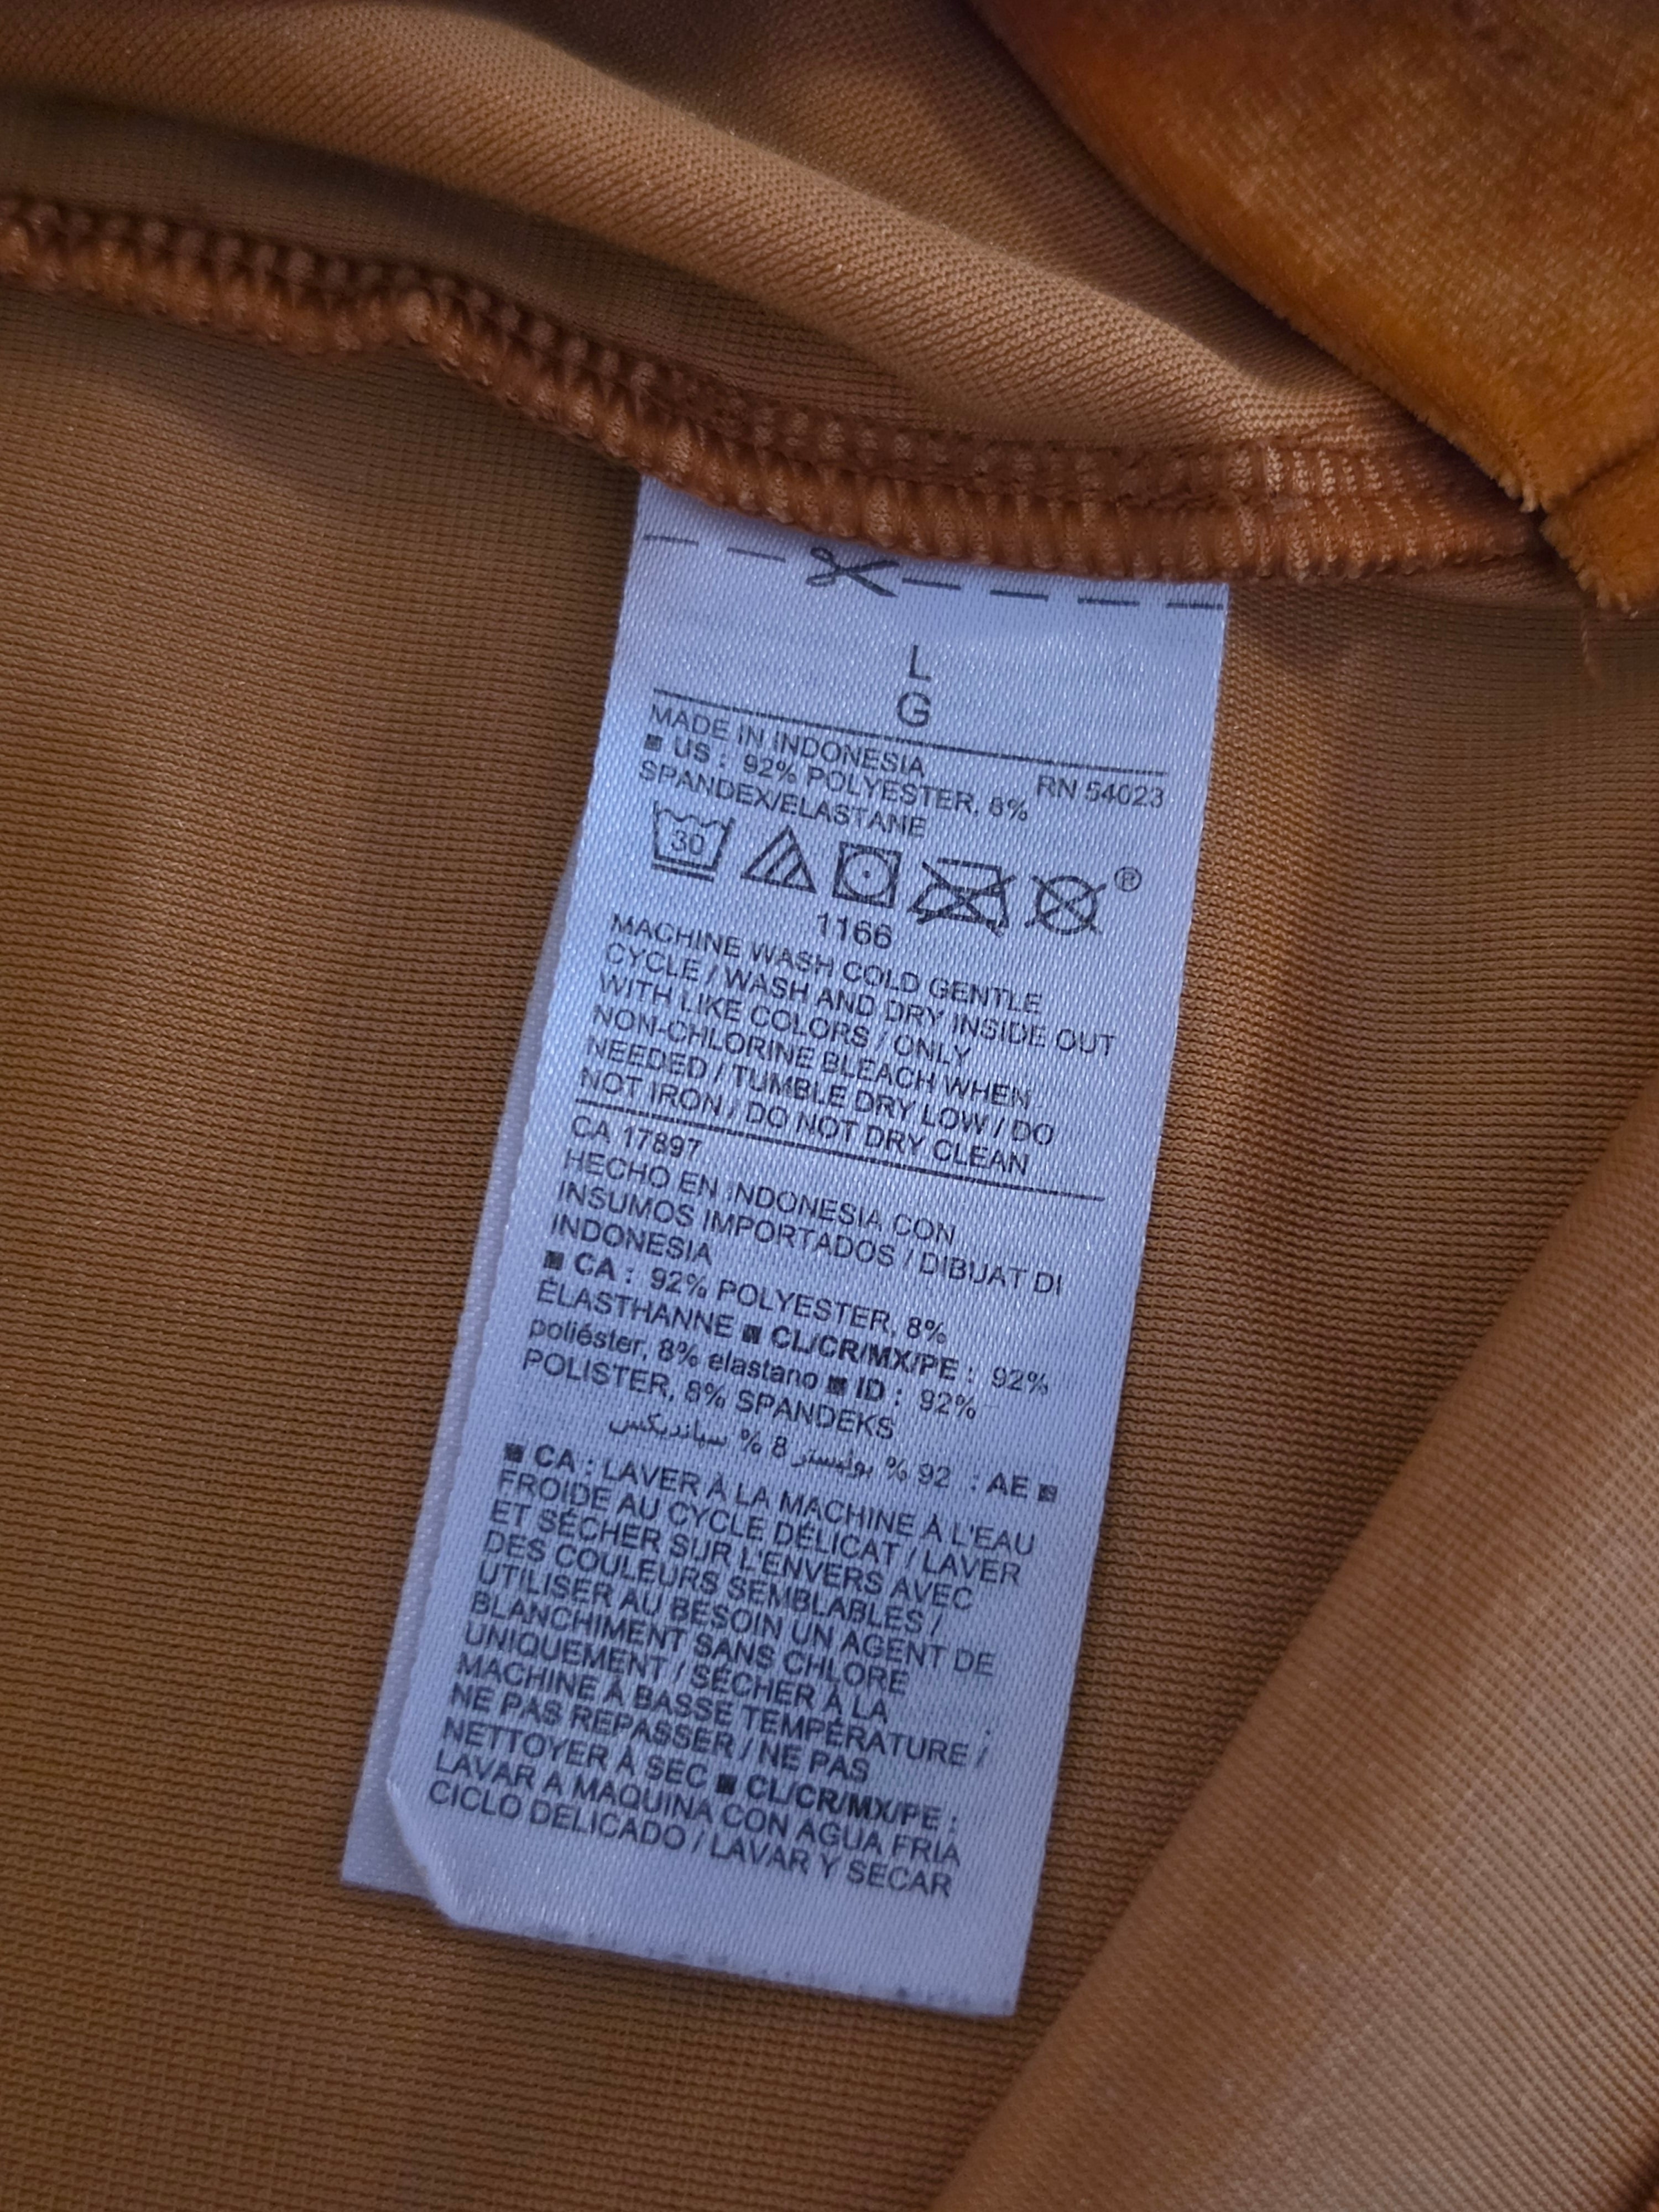 L
G
MADE IN INDONESIA RN 54023
US : 92% POLYESTER, 8%
SPANDEX/ELASTANE
30
®
1166
MACHINE WASH COLD GENTLE
CYCLE / WASH AND DRY INSIDE OUT
WITH LIKE COLORS / ONLY
NON-CHLORINE BLEACH WHEN
NEEDED / TUMBLE DRY LOW / DO
NOT IRON / DO NOT DRY CLEAN
CA 17897
HECHO EN INDONESIA CON
INSUMOS IMPORTADOS / DIBUAT DI
INDONESIA
■ CA : 92% POLYESTER, 8%
ÉLASTHANNE ■ CL/CR/MX/PE : 92%
poliéster, 8% elastano ■ ID : 92%
POLISTER, 8% SPANDEKS
■ AE : 92 % بوليستر 8 % سباندیکس
■ CA : LAVER À LA MACHINE À L'EAU
FROIDE AU CYCLE DÉLICAT / LAVER
ET SÉCHER SUR L'ENVERS AVEC
DES COULEURS SEMBLABLES /
UTILISER AU BESOIN UN AGENT DE
BLANCHIMENT SANS CHLORE
UNIQUEMENT / SÉCHER À LA
MACHINE À BASSE TEMPÉRATURE /
NE PAS REPASSER / NE PAS
NETTOYER À SEC ■ CL/CR/MX/PE :
LAVAR A MAQUINA CON AGUA FRIA
CICLO DELICADO / LAVAR Y SECAR